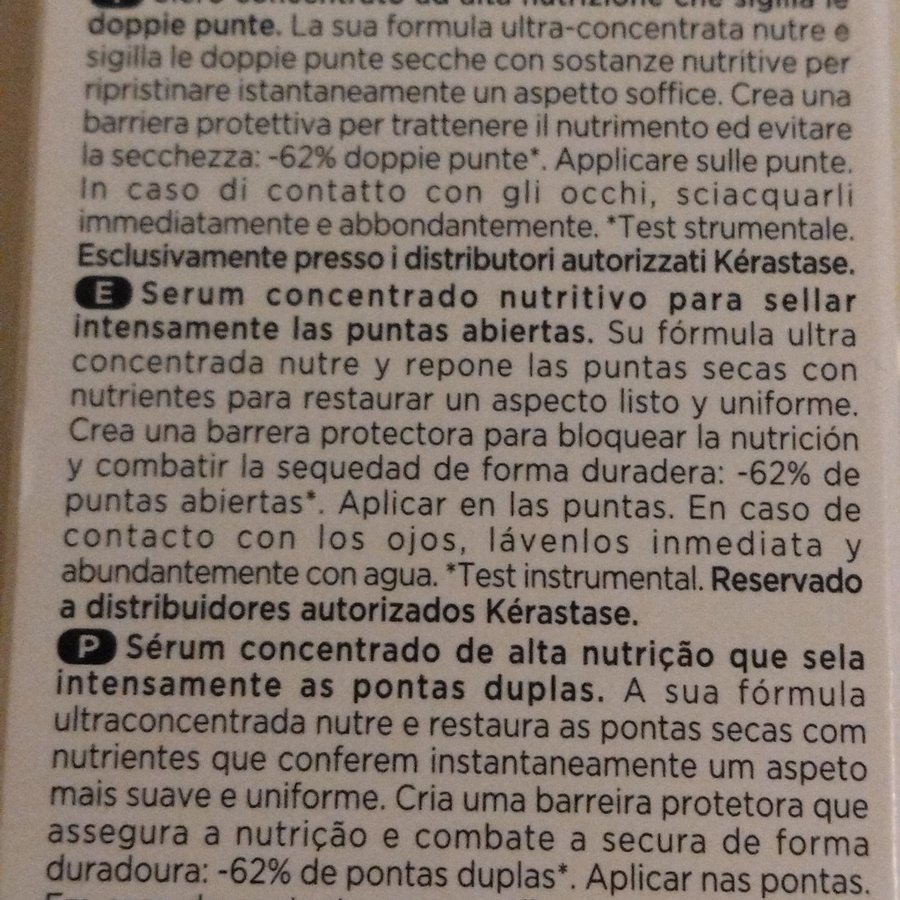 concentrato ad alta nutrizione che sigilla le
doppie punte. La sua formula ultra-concentrata nutre e
sigilla le doppie punte secche con sostanze nutritive per
ripristinare istantaneamente un aspetto soffice. Crea una
barriera protettiva per trattenere il nutrimento ed evitare
la secchezza: -62% doppie punte*. Applicare sulle punte.
In caso di contatto con gli occhi, sciacquarli
immediatamente e abbondantemente. *Test strumentale.
Esclusivamente presso i distributori autorizzati Kérastase.
E Serum concentrado nutritivo para sellar
intensamente las puntas abiertas. Su fórmula ultra
concentrada nutre y repone las puntas secas con
nutrientes para restaurar un aspecto listo y uniforme.
Crea una barrera protectora para bloquear la nutrición
y combatir la sequedad de forma duradera: -62% de
puntas abiertas*. Aplicar en las puntas. En caso de
contacto con los ojos, lávenlos inmediata y
abundantemente con agua. *Test instrumental. Reservado
a distribuidores autorizados Kérastase.
P Sérum concentrado de alta nutrição que sela
intensamente as pontas duplas. A sua fórmula
ultraconcentrada nutre e restaura as pontas secas com
nutrientes que conferem instantaneamente um aspeto
mais suave e uniforme. Cria uma barreira protetora que
assegura a nutrição e combate a secura de forma
duradoura: -62% de pontas duplas*. Aplicar nas pontas.